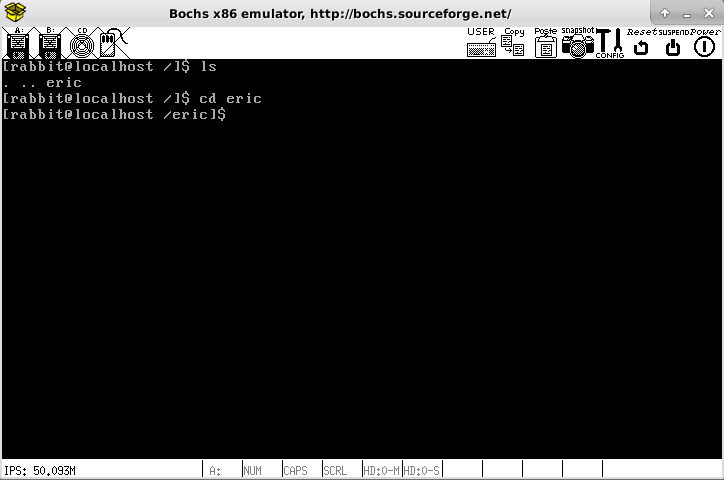 Bochs x86 emulator, http://bochs.sourceforge.net/
A: B: CD USER Copy Paste snapshot CONFIG Reset SUSPEND Power
[rabbit@localhost /]$ ls
. .. eric
[rabbit@localhost /]$ cd eric
[rabbit@localhost /eric]$
IPS: 50.093M A: NUM CAPS SCRL HD:0-M HD:0-S